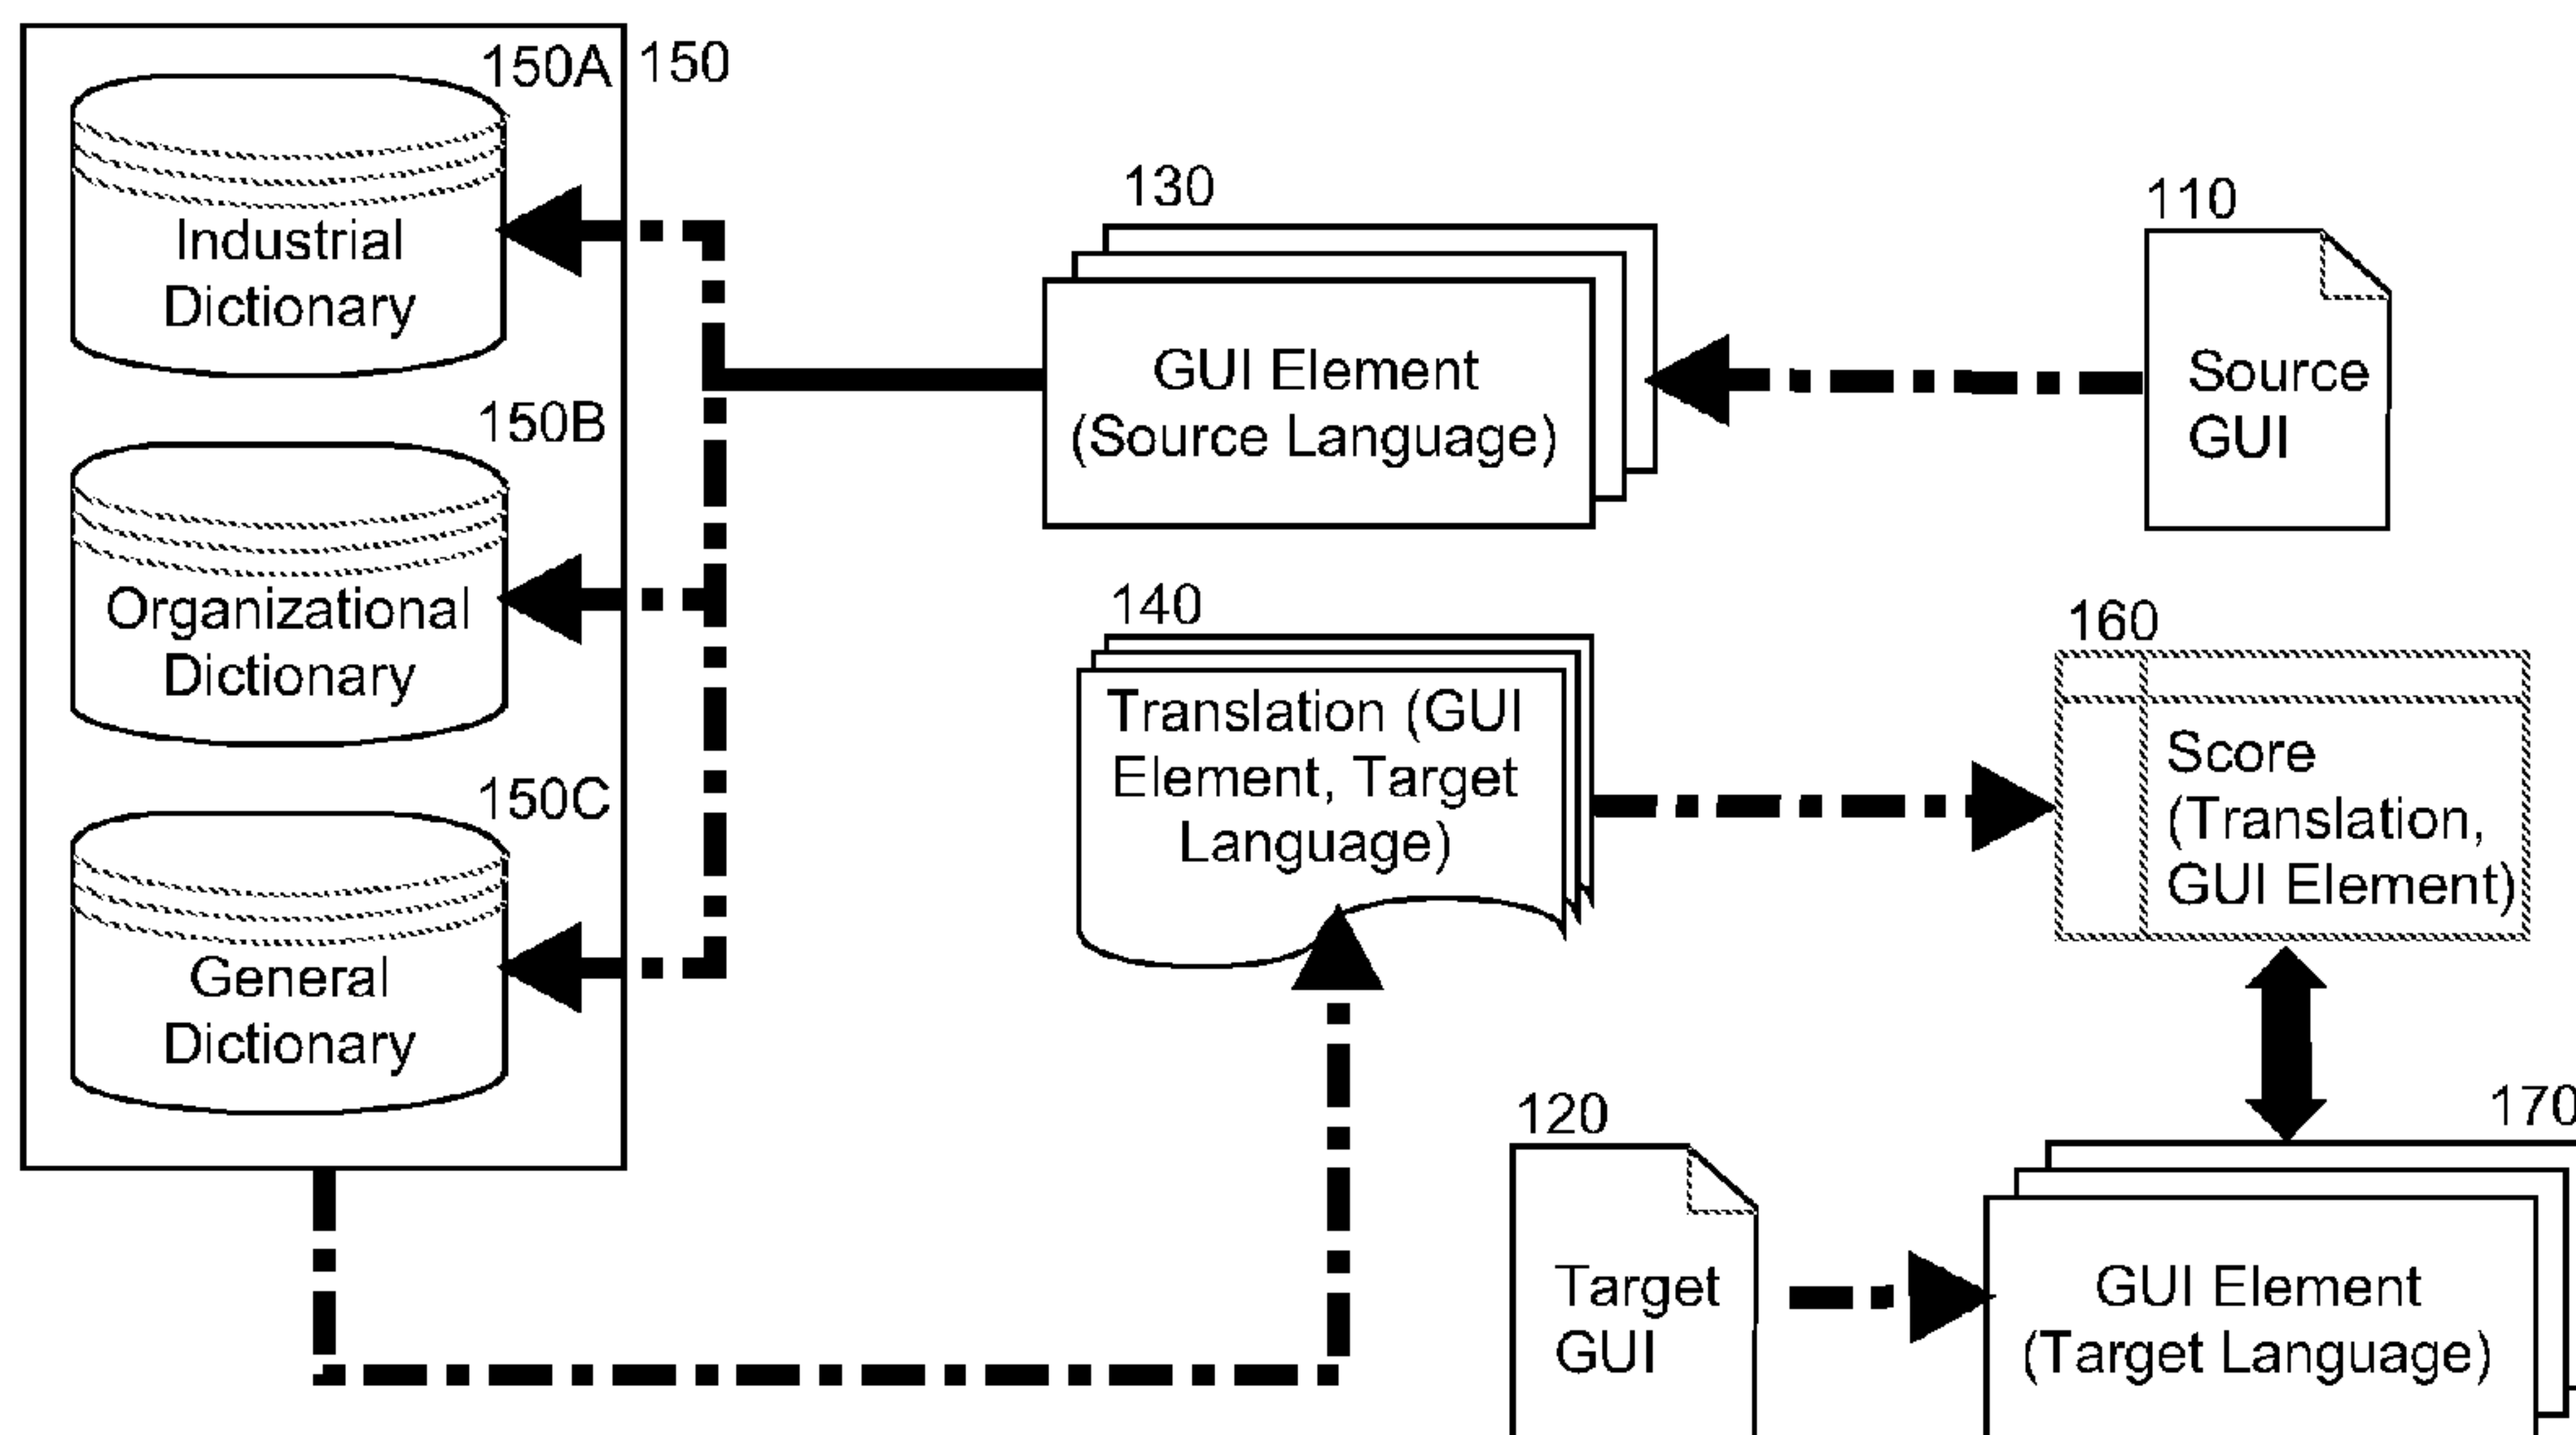 150A
150
Industrial
Dictionary
150B
Organizational
Dictionary
150C
General
Dictionary
130
GUI Element
(Source Language)
110
Source
GUI
140
Translation (GUI
Element, Target
Language)
160
Score
(Translation,
GUI Element)
120
Target
GUI
170
GUI Element
(Target Language)